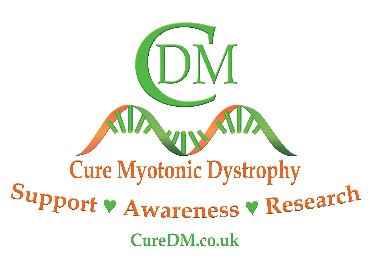 CDM
Cure Myotonic Dystrophy
Support ♥ Awareness ♥ Research
CureDM.co.uk